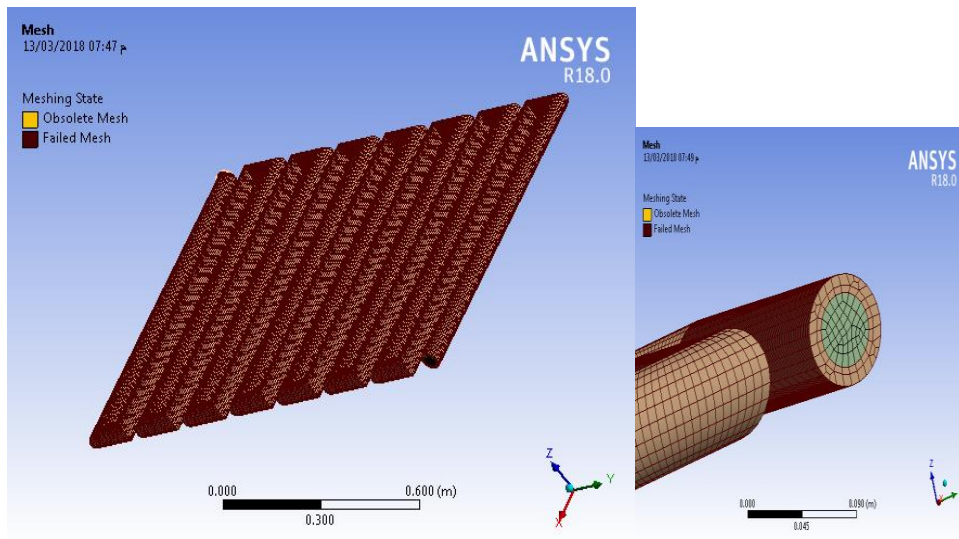 Mesh
13/03/2018 07:47 م
ANSYS
R18.0
Meshing State
Obsolete Mesh
Failed Mesh
0.000
0.600 (m)
0.300
Z
Y
X
Mesh
13/03/2018 07:49 م
ANSYS
R18.0
Meshing State
Obsolete Mesh
Failed Mesh
0.000
0.090 (m)
0.045
Z